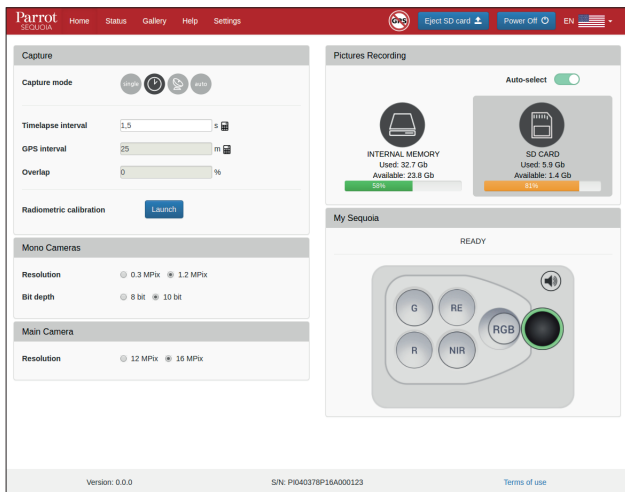 Parrot
SEQUOIA
Home Status Gallery Help Settings
GPS
Eject SD card
Power Off
EN
Capture
Capture mode
single
auto
Timelapse interval 1,5 s
GPS interval 25 m
Overlap 0 %
Radiometric calibration Launch
Mono Cameras
Resolution 0.3 MPix 1.2 MPix
Bit depth 8 bit 10 bit
Main Camera
Resolution 12 MPix 16 MPix
Pictures Recording
Auto-select
INTERNAL MEMORY
Used: 32.7 Gb
Available: 23.8 Gb
58%
SD CARD
Used: 5.9 Gb
Available: 1.4 Gb
81%
My Sequoia
READY
G RE
RGB
R NIR
Version: 0.0.0 S/N: PI040378P16A000123 Terms of use